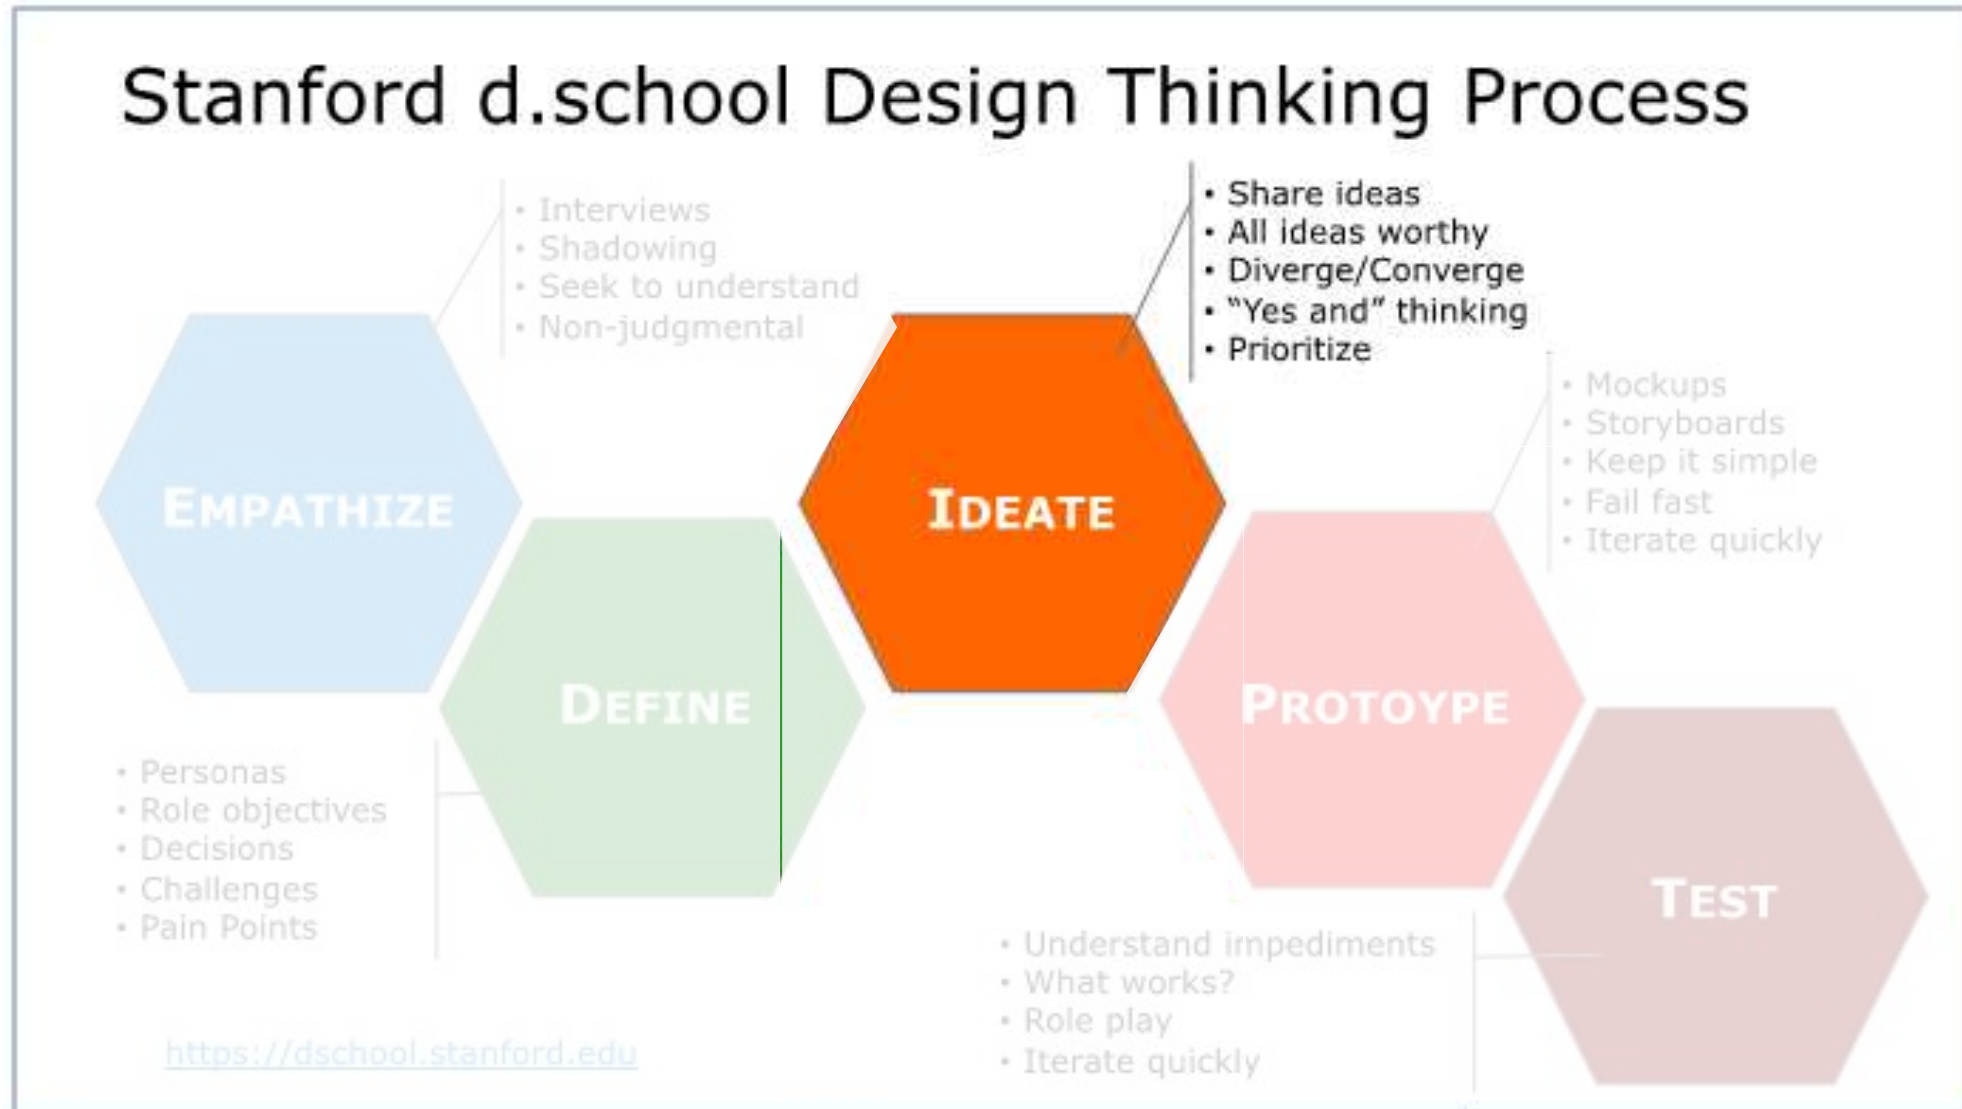 Stanford d.school Design Thinking Process
• Interviews
• Shadowing
• Seek to understand
• Non-judgmental
• Share ideas
• All ideas worthy
• Diverge/Converge
• “Yes and” thinking
• Prioritize
• Mockups
• Storyboards
• Keep it simple
• Fail fast
• Iterate quickly
EMPATHIZE
DEFINE
IDEATE
PROTOYPE
TEST
• Personas
• Role objectives
• Decisions
• Challenges
• Pain Points
• Understand impediments
• What works?
• Role play
• Iterate quickly
https://dschool.stanford.edu